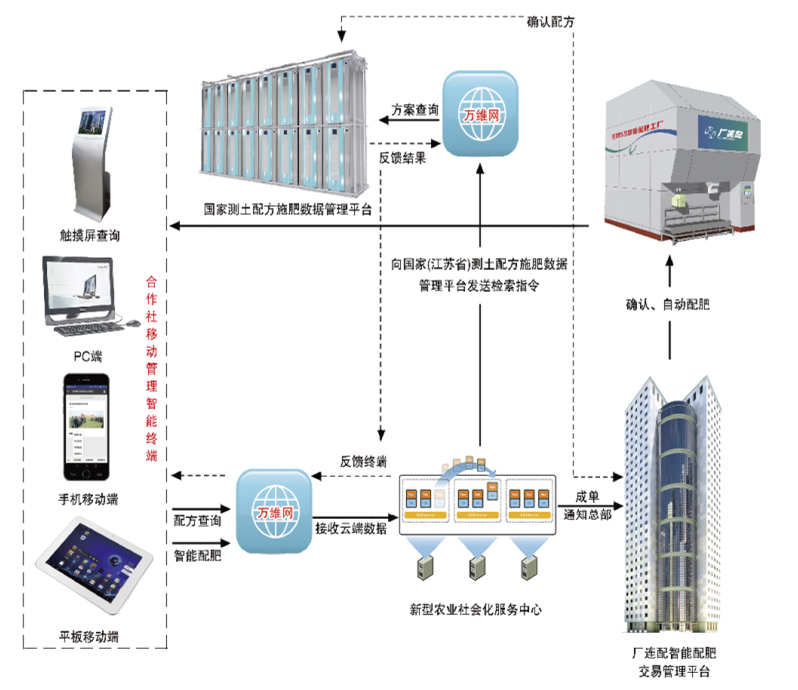 确认配方
方案查询
万维网
反馈结果
厂连配
国家测土配方施肥数据管理平台
触摸屏查询
向国家(江苏省)测土配方施肥数据
管理平台发送检索指令
确认、自动配肥
PC端
合作社移动管理智能终端
手机移动端
反馈终端
配方查询
万维网
接收云端数据
成单
通知总部
智能配肥
新型农业社会化服务中心
平板移动端
厂连配智能配肥
交易管理平台